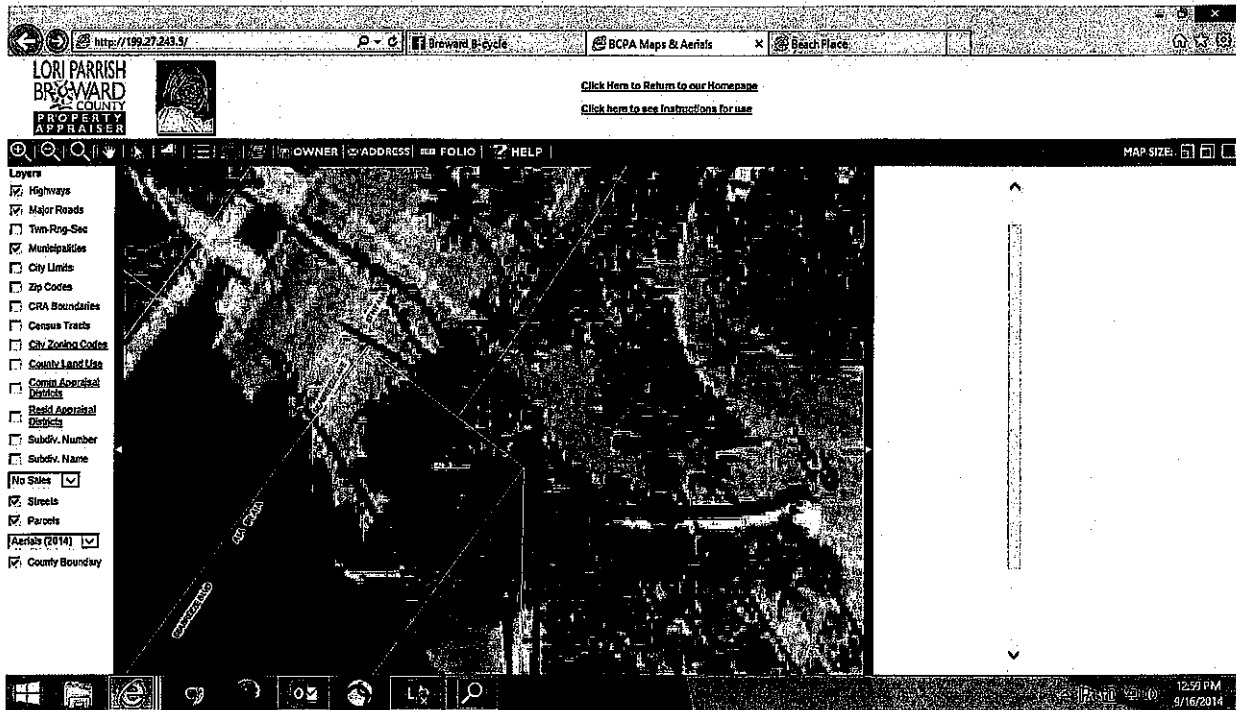 http://199.27.243.5/
Broward B-cycle
BCPA Maps & Aerials
Beach Place
LORI PARRISH
BROWARD
COUNTY
PROPERTY
APPRAISER
Click Here to Return to our Homepage
Click here to see Instructions for use
OWNER ADDRESS FOLIO ? HELP
MAP SIZE:
Layers
Highways
Major Roads
Twn-Rng-Sec
Municipalities
City Limits
Zip Codes
CRA Boundaries
Census Tracts
City Zoning Codes
County Land Use
Comm Appraisal
Districts
Resid Appraisal
Districts
Subdiv. Number
Subdiv. Name
No Sales
Streets
Parcels
Aerials (2014)
County Boundary
12:59 PM
9/16/2014